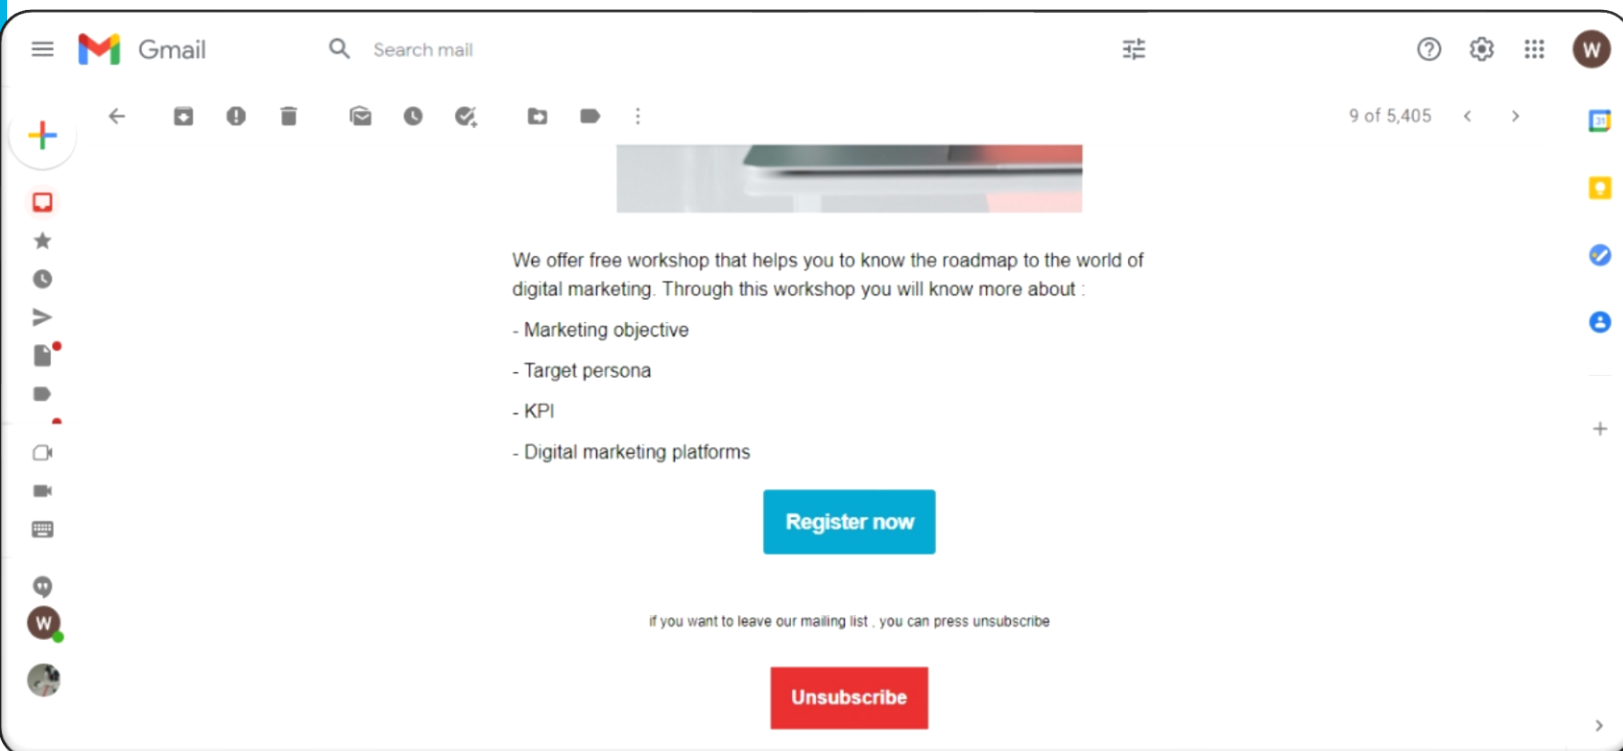 Gmail
Search mail
W
9 of 5,405
31
We offer free workshop that helps you to know the roadmap to the world of
digital marketing. Through this workshop you will know more about :
- Marketing objective
- Target persona
- KPI
- Digital marketing platforms
Register now
W
if you want to leave our mailing list , you can press unsubscribe
Unsubscribe